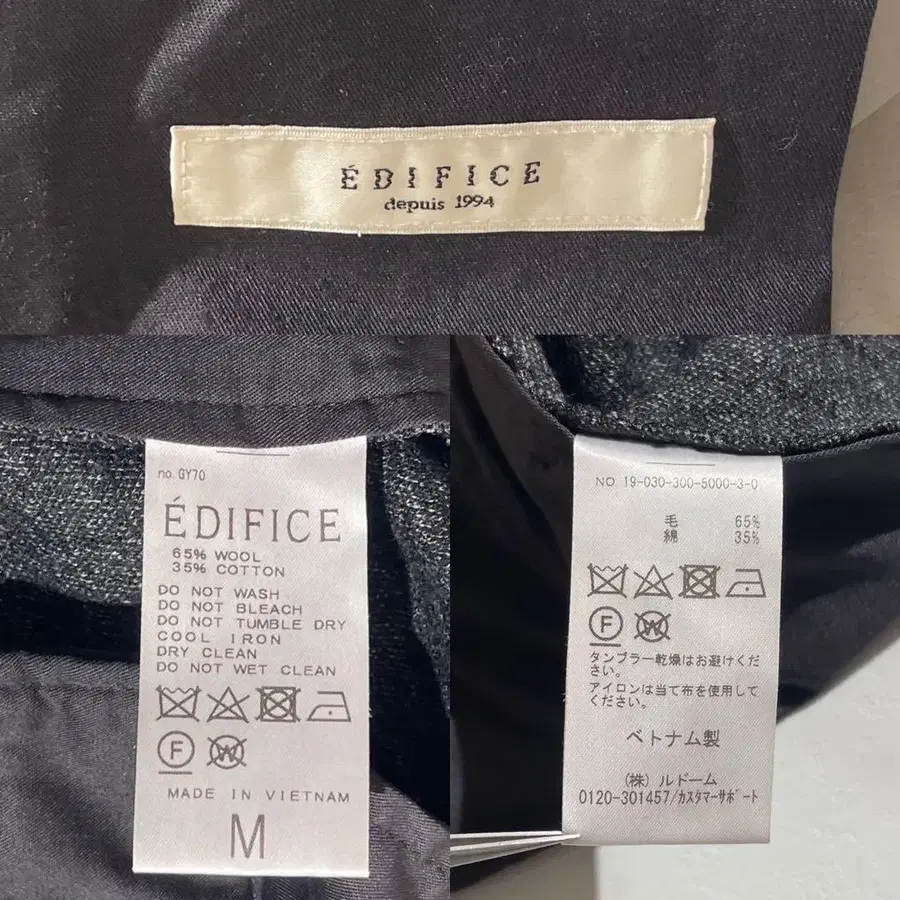 ÉDIFICE
depuis 1994
no. GY70
ÉDIFICE
65% WOOL
35% COTTON
DO NOT WASH
DO NOT BLEACH
DO NOT TUMBLE DRY
COOL IRON
DRY CLEAN
DO NOT WET CLEAN
F W
MADE IN VIETNAM
M
NO. 19-030-300-5000-3-0
毛 65%
綿 35%
F W
タンブラー乾燥はお避けくだ
さい。
アイロンは当て布を使用して
ください。
ベトナム製
(株) ルドーム
0120-301457/カスタマーサポート